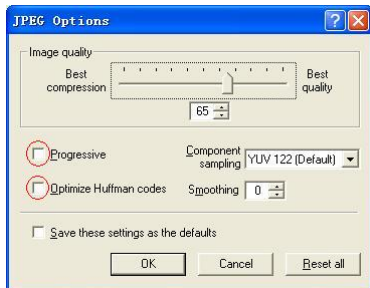 JPEG Options
Image quality
Best compression
Best quality
65
Progressive
Component sampling
YUV 122 (Default)
Optimize Huffman codes
Smoothing
0
Save these settings as the defaults
OK
Cancel
Reset all